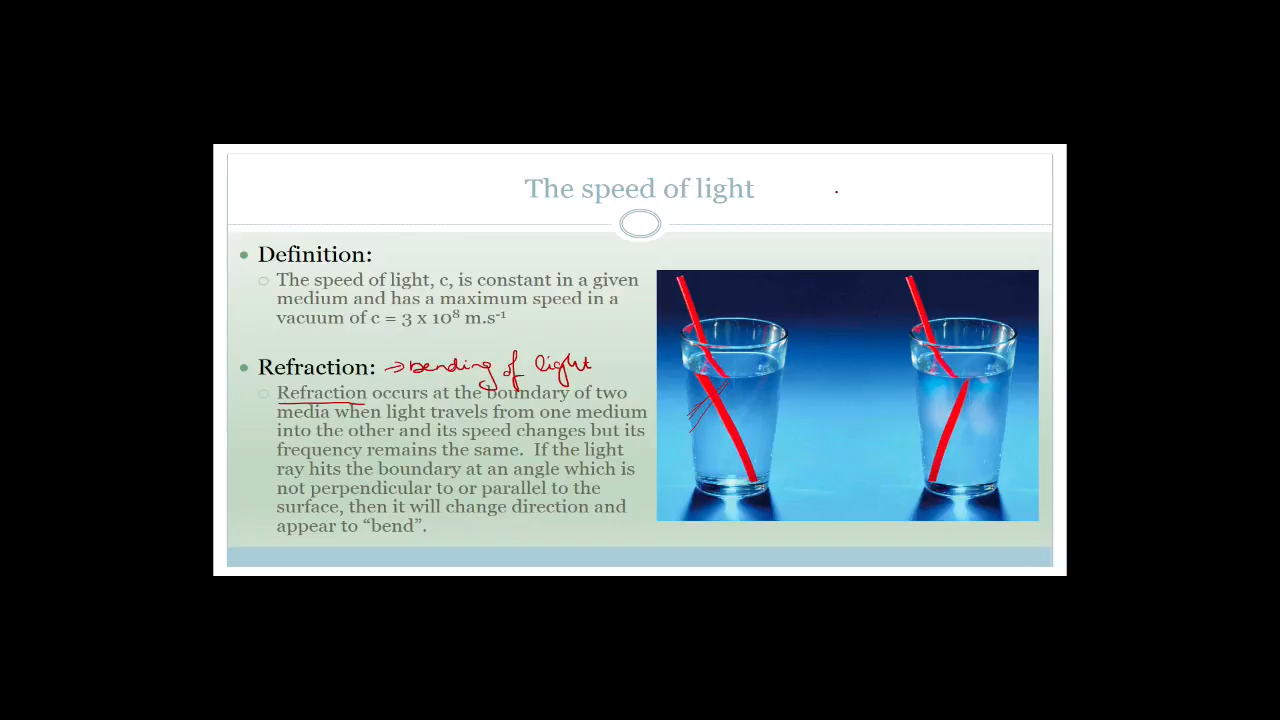 The speed of light
Definition:
The speed of light, c, is constant in a given
medium and has a maximum speed in a
vacuum of c = 3 x 10⁸ m.s⁻¹
Refraction: → bending of light
Refraction occurs at the boundary of two
media when light travels from one medium
into the other and its speed changes but its
frequency remains the same. If the light
ray hits the boundary at an angle which is
not perpendicular to or parallel to the
surface, then it will change direction and
appear to “bend”.